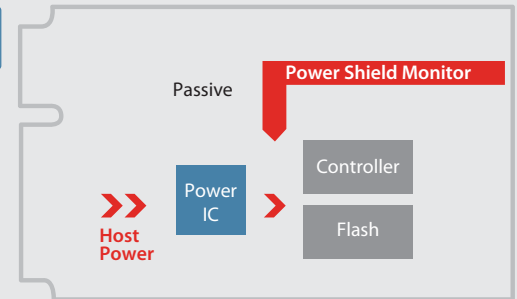 Power Shield Monitor
Passive
Controller
Power
IC
Flash
Host
Power